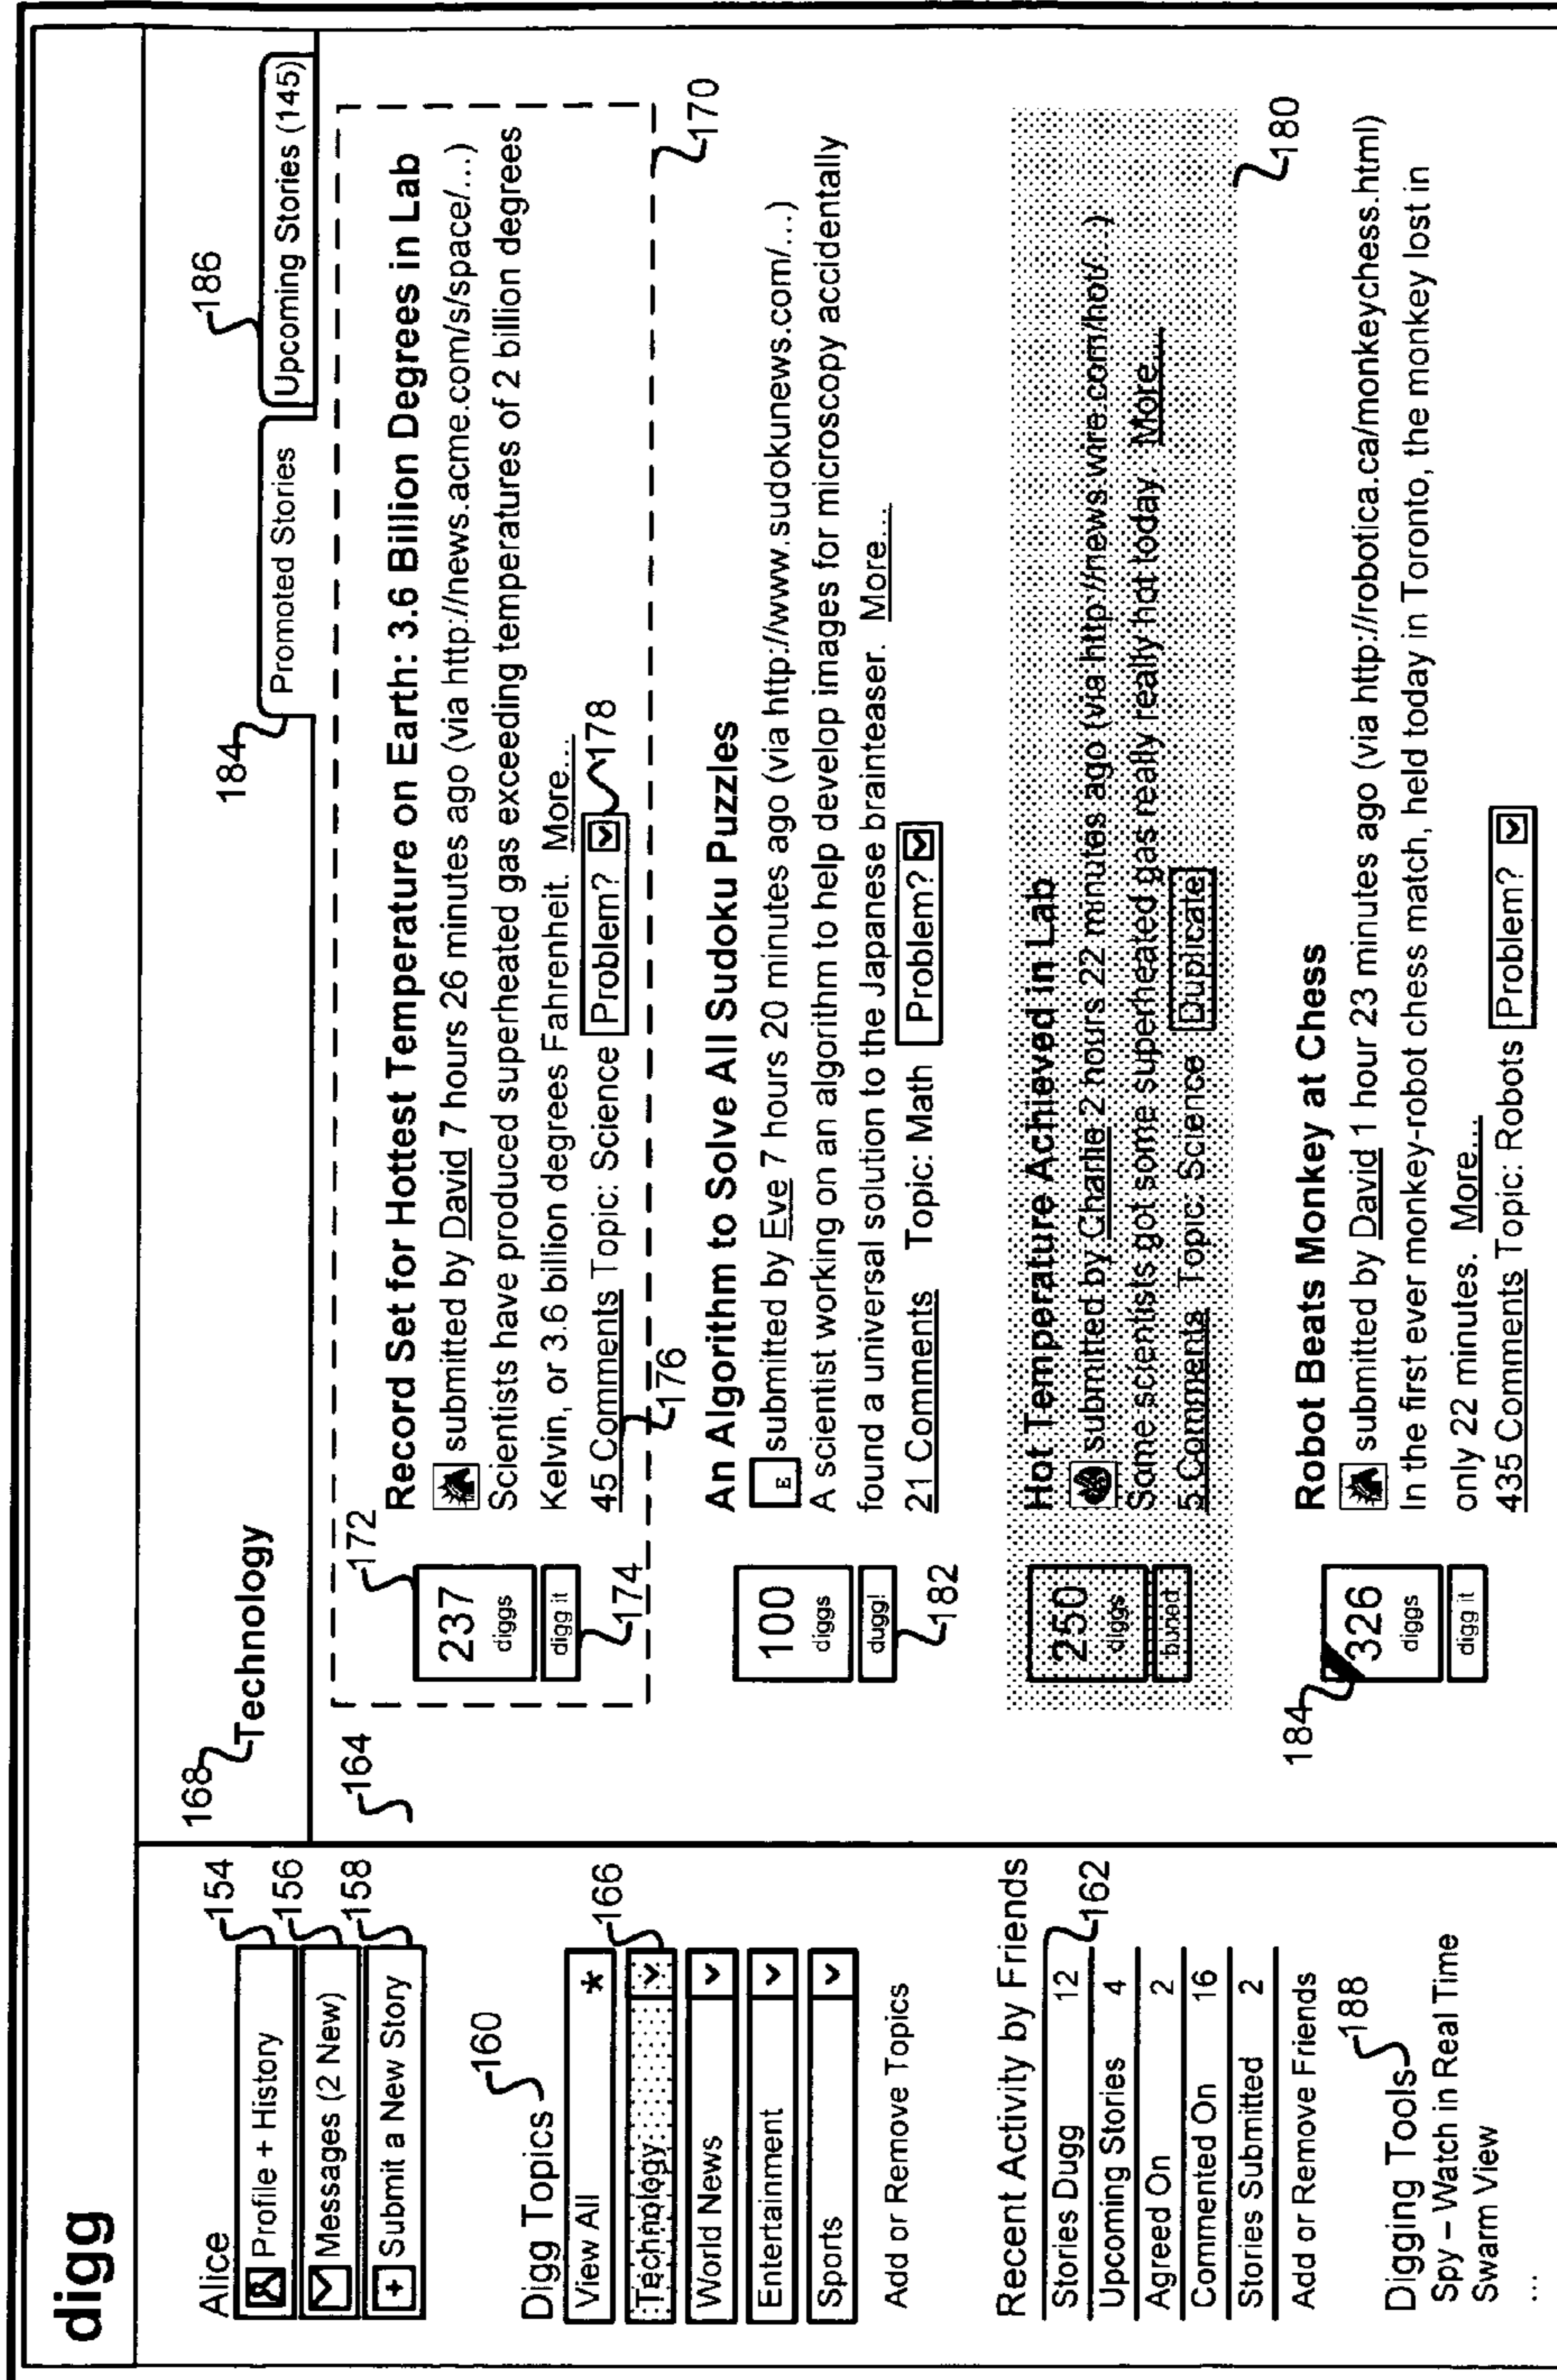 digg
Alice
154
Profile + History
156
Messages (2 New)
158
Submit a New Story
160
Digg Topics
View All *
166
Technology
World News
Entertainment
Sports
Add or Remove Topics
Recent Activity by Friends
162
Stories Dugg 12
Upcoming Stories 4
Agreed On 2
Commented On 16
Stories Submitted 2
Add or Remove Friends
188
Digging Tools
Spy – Watch in Real Time
Swarm View
...
168
Technology
164
184
Promoted Stories
186
Upcoming Stories (145)
172
237
diggs
digg it
174
Record Set for Hottest Temperature on Earth: 3.6 Billion Degrees in Lab
submitted by David 7 hours 26 minutes ago (via http://news.acme.com/s/space/...)
Scientists have produced superheated gas exceeding temperatures of 2 billion degrees
Kelvin, or 3.6 billion degrees Fahrenheit. More...
45 Comments Topic: Science Problem?
178
176
170
100
diggs
dugg!
182
An Algorithm to Solve All Sudoku Puzzles
E submitted by Eve 7 hours 20 minutes ago (via http://www.sudokunews.com/...)
A scientist working on an algorithm to help develop images for microscopy accidentally
found a universal solution to the Japanese brainteaser. More...
21 Comments Topic: Math Problem?
250
diggs
buried
Hot Temperature Achieved in Lab
submitted by Charlie 2 hours 22 minutes ago (via http://news.wire.com/hot/...)
Some scientists got some superheated gas really really hot today. More...
5 Comments Topic: Science Duplicate
180
184
326
diggs
digg it
Robot Beats Monkey at Chess
submitted by David 1 hour 23 minutes ago (via http://robotica.ca/monkeychess.html)
In the first ever monkey-robot chess match, held today in Toronto, the monkey lost in
only 22 minutes. More...
435 Comments Topic: Robots Problem?